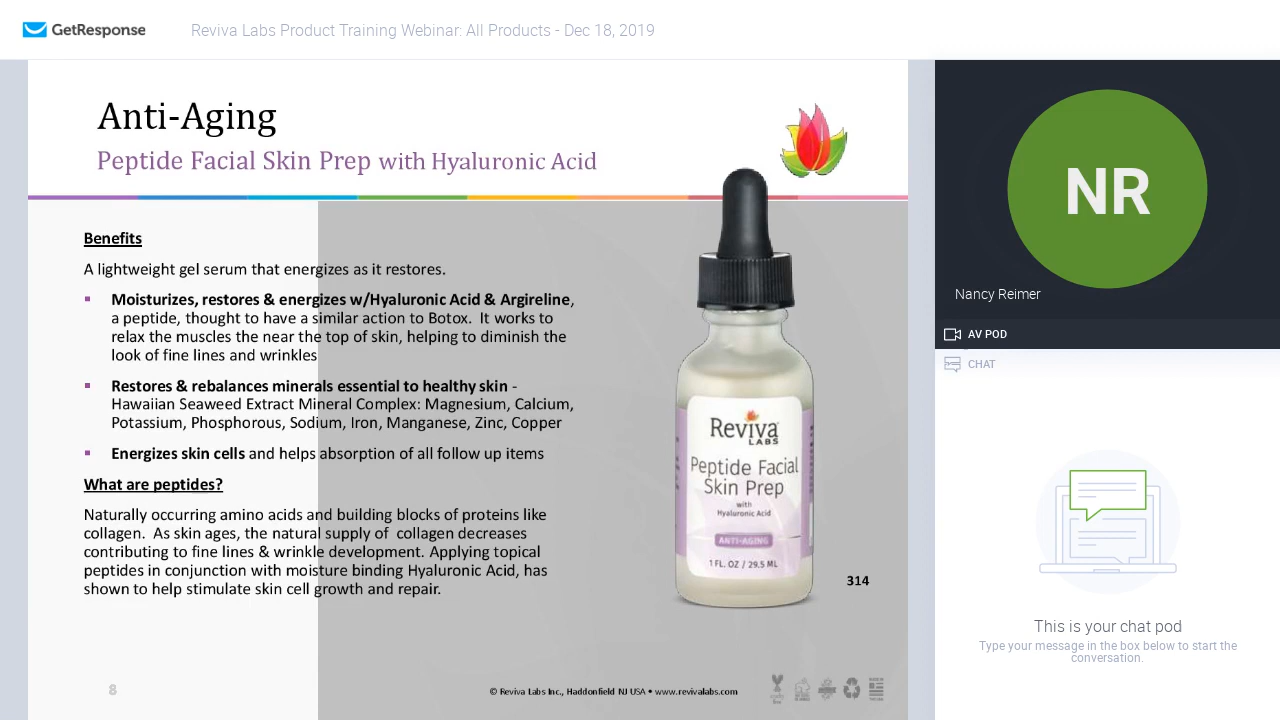 GetResponse
Reviva Labs Product Training Webinar: All Products - Dec 18, 2019
Anti-Aging
Peptide Facial Skin Prep with Hyaluronic Acid
Benefits
A lightweight gel serum that energizes as it restores.
Moisturizes, restores & energizes w/Hyaluronic Acid & Argireline,
a peptide, thought to have a similar action to Botox. It works to
relax the muscles the near the top of skin, helping to diminish the
look of fine lines and wrinkles
Restores & rebalances minerals essential to healthy skin -
Hawaiian Seaweed Extract Mineral Complex: Magnesium, Calcium,
Potassium, Phosphorous, Sodium, Iron, Manganese, Zinc, Copper
Energizes skin cells and helps absorption of all follow up items
What are peptides?
Naturally occurring amino acids and building blocks of proteins like
collagen. As skin ages, the natural supply of collagen decreases
contributing to fine lines & wrinkle development. Applying topical
peptides in conjunction with moisture binding Hyaluronic Acid, has
shown to help stimulate skin cell growth and repair.
Reviva
LABS
Peptide Facial
Skin Prep
with
Hyaluronic Acid
ANTI-AGING
1 FL. OZ / 29.5 ML
314
8
© Reviva Labs Inc., Haddonfield NJ USA • www.revivalabs.com
NR
Nancy Reimer
AV POD
CHAT
This is your chat pod
Type your message in the box below to start the
conversation.